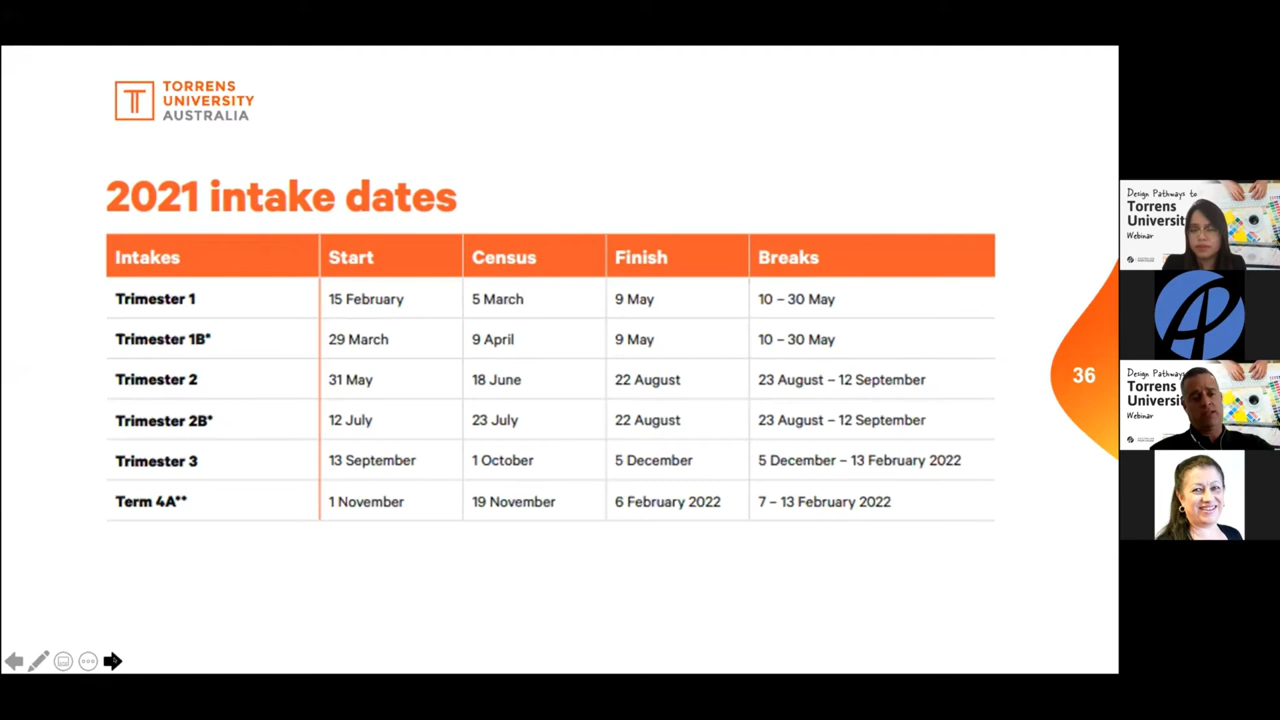 TORRENS
UNIVERSITY
AUSTRALIA
2021 intake dates
Intakes Start Census Finish Breaks
Trimester 1 15 February 5 March 9 May 10 – 30 May
Trimester 1B* 29 March 9 April 9 May 10 – 30 May
Trimester 2 31 May 18 June 22 August 23 August – 12 September
Trimester 2B* 12 July 23 July 22 August 23 August – 12 September
Trimester 3 13 September 1 October 5 December 5 December – 13 February 2022
Term 4A** 1 November 19 November 6 February 2022 7 – 13 February 2022
36
Design Pathways to
Torrens
University
Webinar
Design Pathways
Torrens
Universit
Webinar